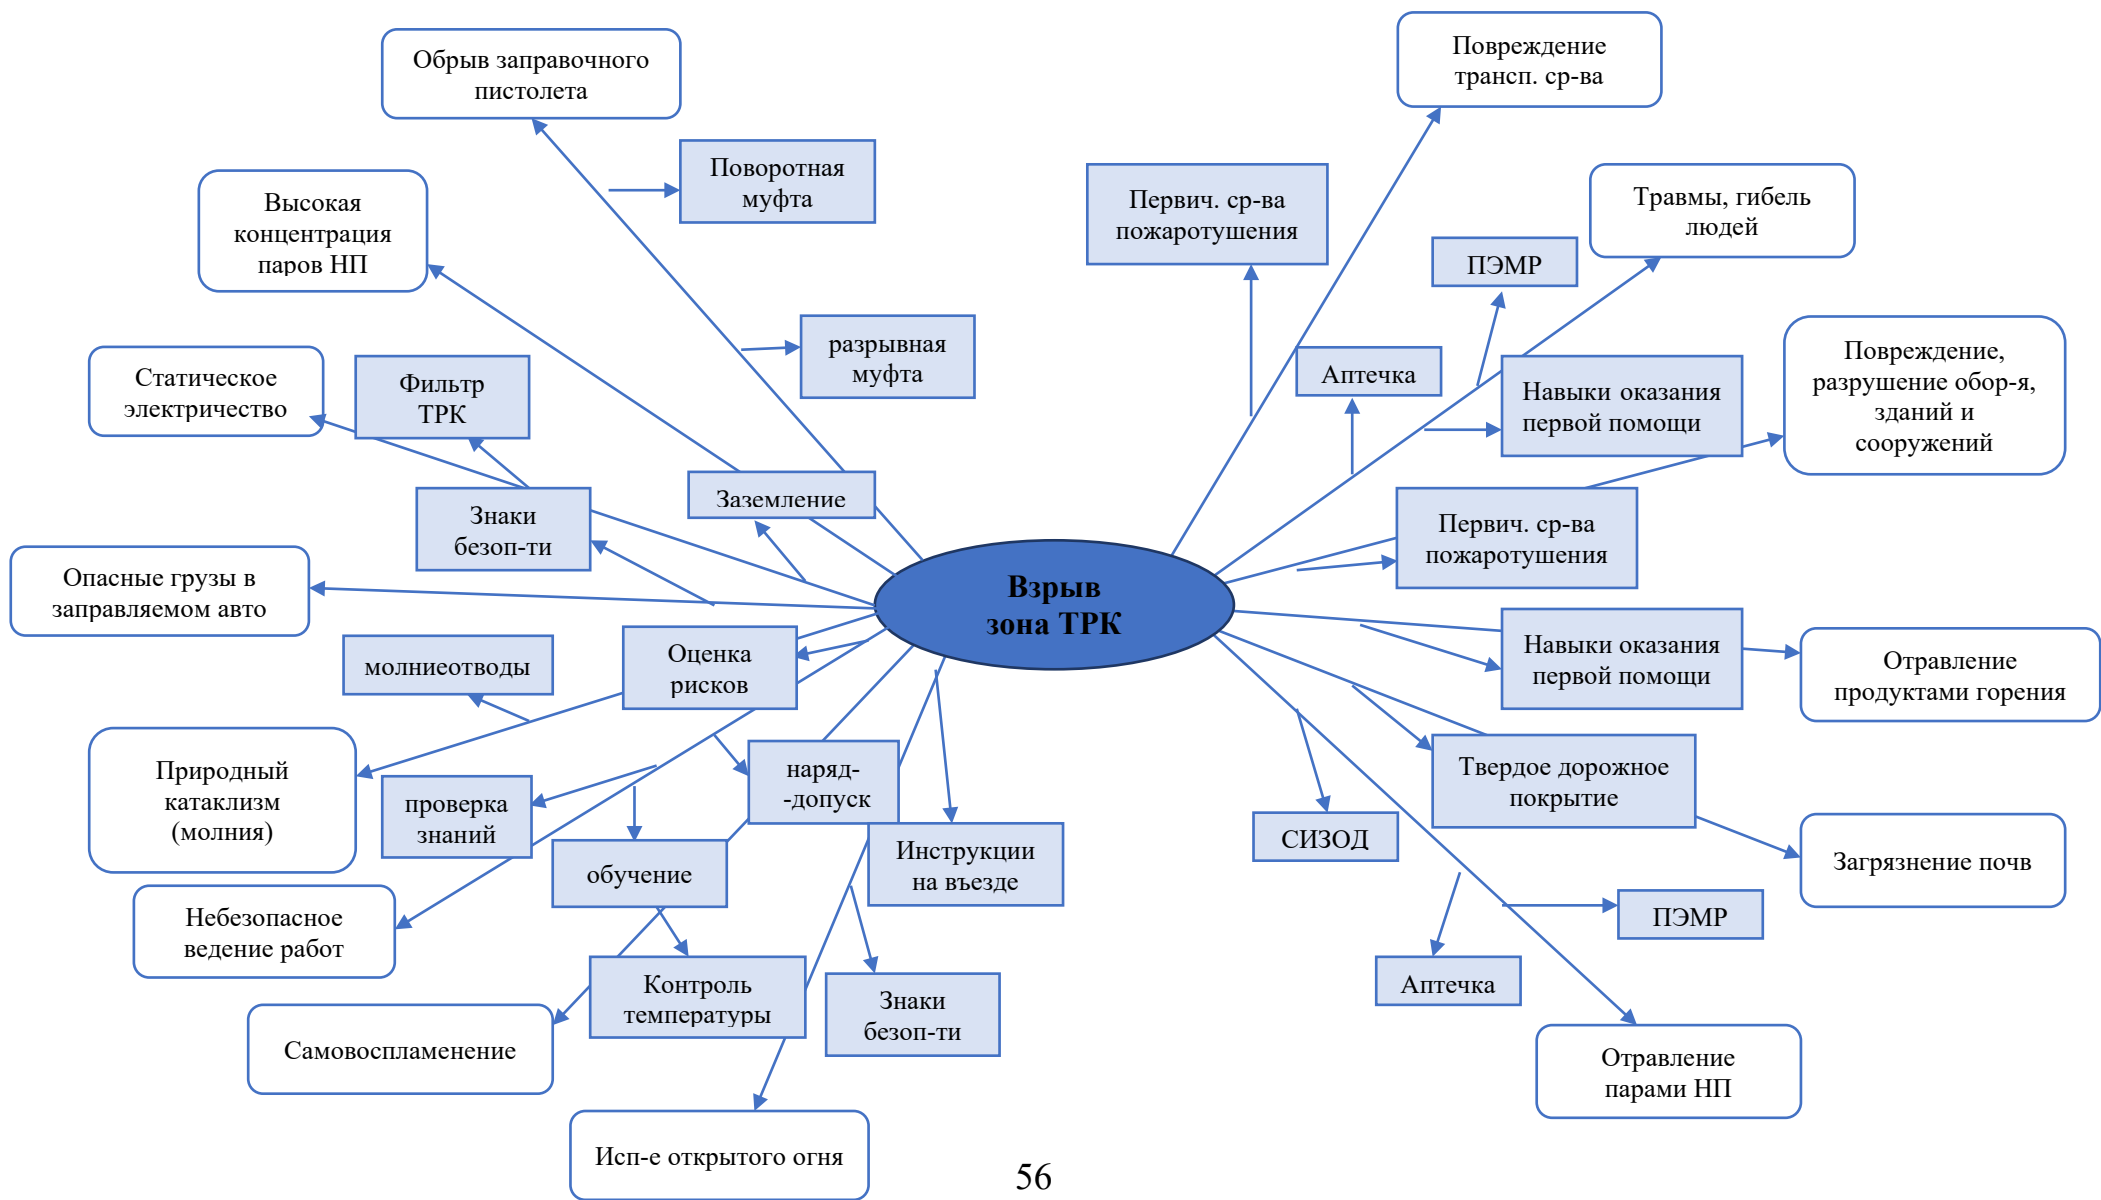 Обрыв заправочного
пистолета
Повреждение
трансп. ср-ва
Поворотная
муфта
Высокая
концентрация
паров НП
Первич. ср-ва
пожаротушения
Травмы, гибель
людей
ПЭМР
разрывная
муфта
Статическое
электричество
Фильтр
ТРК
Аптечка
Навыки оказания
первой помощи
Повреждение,
разрушение обор-я,
зданий и
сооружений
Заземление
Знаки
безоп-ти
Первич. ср-ва
пожаротушения
Опасные грузы в
заправляемом авто
Взрыв
зона ТРК
молниеотводы
Оценка
рисков
Навыки оказания
первой помощи
Отравление
продуктами горения
Природный
катаклизм
(молния)
проверка
знаний
наряд-
-допуск
Твердое дорожное
покрытие
обучение
Инструкции
на въезде
СИЗОД
Загрязнение почв
Небезопасное
ведение работ
ПЭМР
Контроль
температуры
Знаки
безоп-ти
Аптечка
Самовоспламенение
Отравление
парами НП
Исп-е открытого огня
56